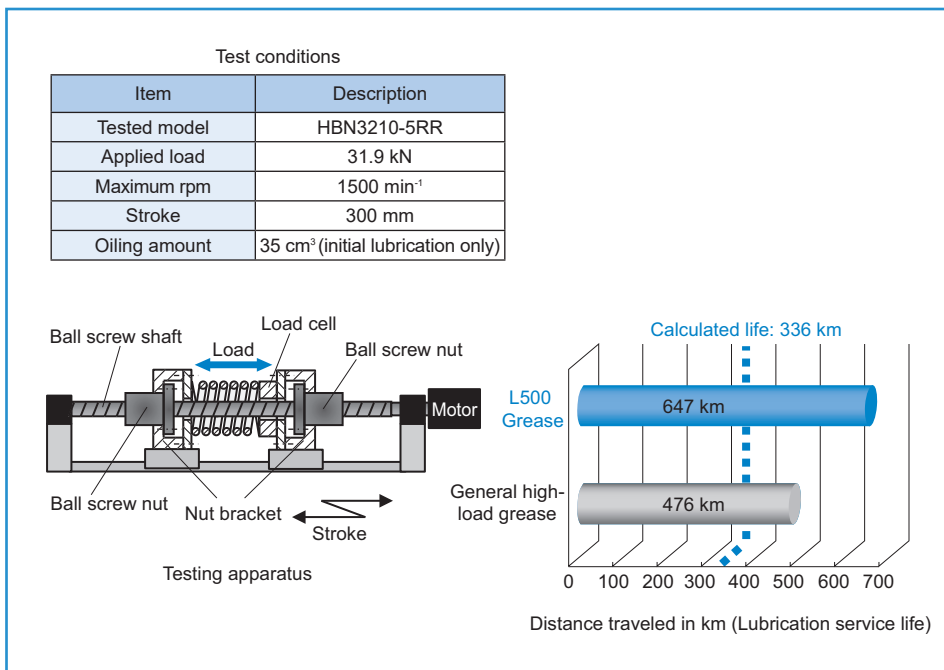 Test conditions
Item Description
Tested model HBN3210-5RR
Applied load 31.9 kN
Maximum rpm 1500 min⁻¹
Stroke 300 mm
Oiling amount 35 cm³ (initial lubrication only)
Ball screw shaft
Load cell
Load
Ball screw nut
Motor
Ball screw nut
Nut bracket
Stroke
Testing apparatus
Calculated life: 336 km
L500
Grease
647 km
General high-
load grease
476 km
0 100 200 300 400 500 600 700
Distance traveled in km (Lubrication service life)